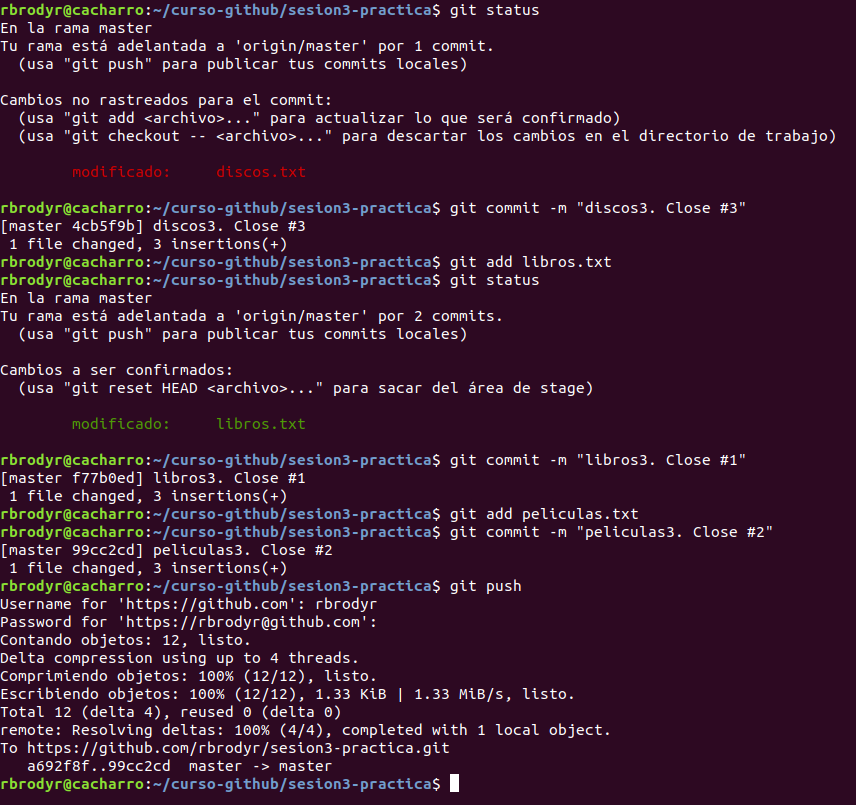 rbrodyr@cacharro:~/curso-github/sesion3-practica$ git status
En la rama master
Tu rama está adelantada a 'origin/master' por 1 commit.
  (usa "git push" para publicar tus commits locales)

Cambios no rastreados para el commit:
  (usa "git add <archivo>..." para actualizar lo que será confirmado)
  (usa "git checkout -- <archivo>..." para descartar los cambios en el directorio de trabajo)

        modificado:     discos.txt

rbrodyr@cacharro:~/curso-github/sesion3-practica$ git commit -m "discos3. Close #3"
[master 4cb5f9b] discos3. Close #3
 1 file changed, 3 insertions(+)
rbrodyr@cacharro:~/curso-github/sesion3-practica$ git add libros.txt
rbrodyr@cacharro:~/curso-github/sesion3-practica$ git status
En la rama master
Tu rama está adelantada a 'origin/master' por 2 commits.
  (usa "git push" para publicar tus commits locales)

Cambios a ser confirmados:
  (usa "git reset HEAD <archivo>..." para sacar del área de stage)

        modificado:     libros.txt

rbrodyr@cacharro:~/curso-github/sesion3-practica$ git commit -m "libros3. Close #1"
[master f77b0ed] libros3. Close #1
 1 file changed, 3 insertions(+)
rbrodyr@cacharro:~/curso-github/sesion3-practica$ git add peliculas.txt
rbrodyr@cacharro:~/curso-github/sesion3-practica$ git commit -m "peliculas3. Close #2"
[master 99cc2cd] peliculas3. Close #2
 1 file changed, 3 insertions(+)
rbrodyr@cacharro:~/curso-github/sesion3-practica$ git push
Username for 'https://github.com': rbrodyr
Password for 'https://rbrodyr@github.com':
Contando objetos: 12, listo.
Delta compression using up to 4 threads.
Comprimiendo objetos: 100% (12/12), listo.
Escribiendo objetos: 100% (12/12), 1.33 KiB | 1.33 MiB/s, listo.
Total 12 (delta 4), reused 0 (delta 0)
remote: Resolving deltas: 100% (4/4), completed with 1 local object.
To https://github.com/rbrodyr/sesion3-practica.git
   a692f8f..99cc2cd  master -> master
rbrodyr@cacharro:~/curso-github/sesion3-practica$